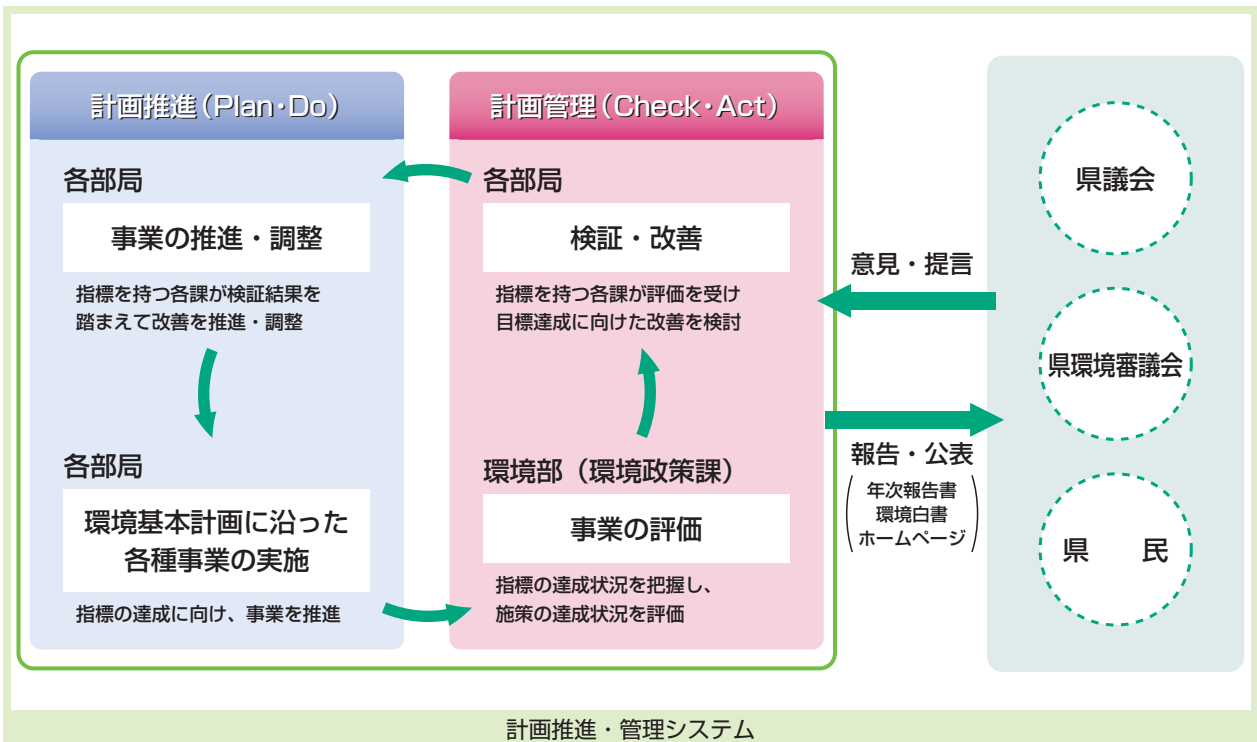 計画推進(Plan・Do)
各部局
事業の推進・調整
指標を持つ各課が検証結果を
踏まえて改善を推進・調整
各部局
環境基本計画に沿った
各種事業の実施
指標の達成に向け、事業を推進
計画管理(Check・Act)
各部局
検証・改善
指標を持つ各課が評価を受け
目標達成に向けた改善を検討
環境部（環境政策課）
事業の評価
指標の達成状況を把握し、
施策の達成状況を評価
意見・提言
報告・公表
年次報告書
環境白書
ホームページ
県議会
県環境審議会
県　民
計画推進・管理システム